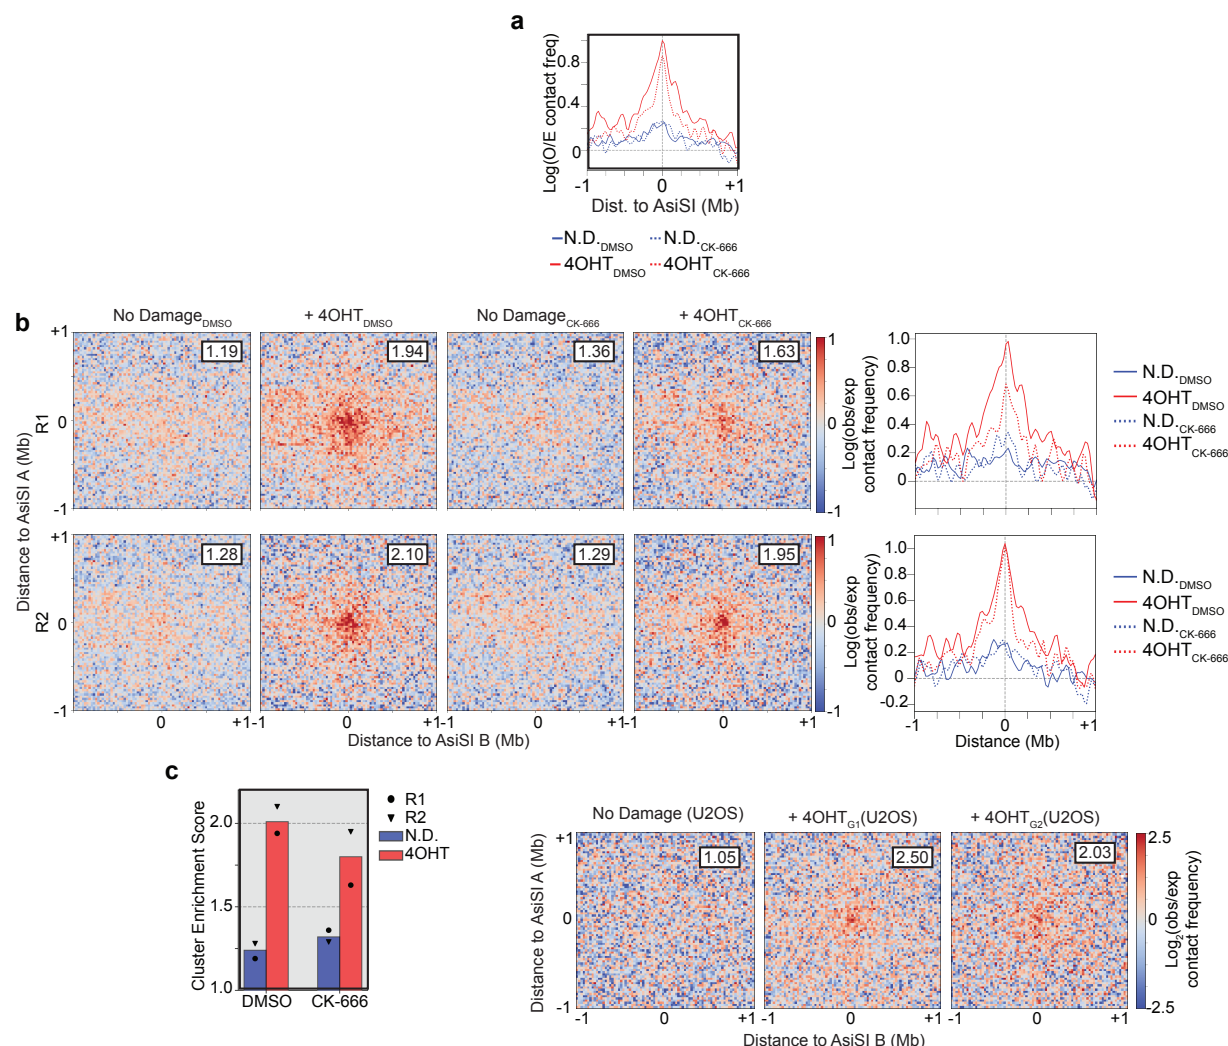 a
Log(O/E contact freq)
0.8
0.4
0
-1 0 +1
Dist. to AsiSI (Mb)
N.D.DMSO N.D.CK-666
4OHTDMSO 4OHTCK-666
b
No DamageDMSO + 4OHTDMSO No DamageCK-666 + 4OHTCK-666
Distance to AsiSI A (Mb)
R1
+1
0
-1
1.19 1.94 1.36 1.63
1
0
-1
Log(obs/exp
contact frequency)
1.0
0.8
0.6
0.4
0.2
0
N.D.DMSO
4OHTDMSO
N.D.CK-666
4OHTCK-666
R2
+1
0
-1
1.28 2.10 1.29 1.95
1
0
-1
0 +1-1 0 +1-1 0 +1-1 0 +1
Distance to AsiSI B (Mb)
Log(obs/exp
contact frequency)
1.0
0.8
0.6
0.4
0.2
0
-0.2
-1 0 +1
Distance (Mb)
N.D.DMSO
4OHTDMSO
N.D.CK-666
4OHTCK-666
c
Cluster Enrichment Score
2.0
1.5
1.0
DMSO CK-666
R1
R2
N.D.
4OHT
No Damage (U2OS) + 4OHTG1(U2OS) + 4OHTG2(U2OS)
Distance to AsiSI A (Mb)
+1
0
-1
1.05 2.50 2.03
2.5
0
-2.5
Log2(obs/exp
contact frequency)
-1 0 +1 -1 0 +1 -1 0 +1
Distance to AsiSI B (Mb)